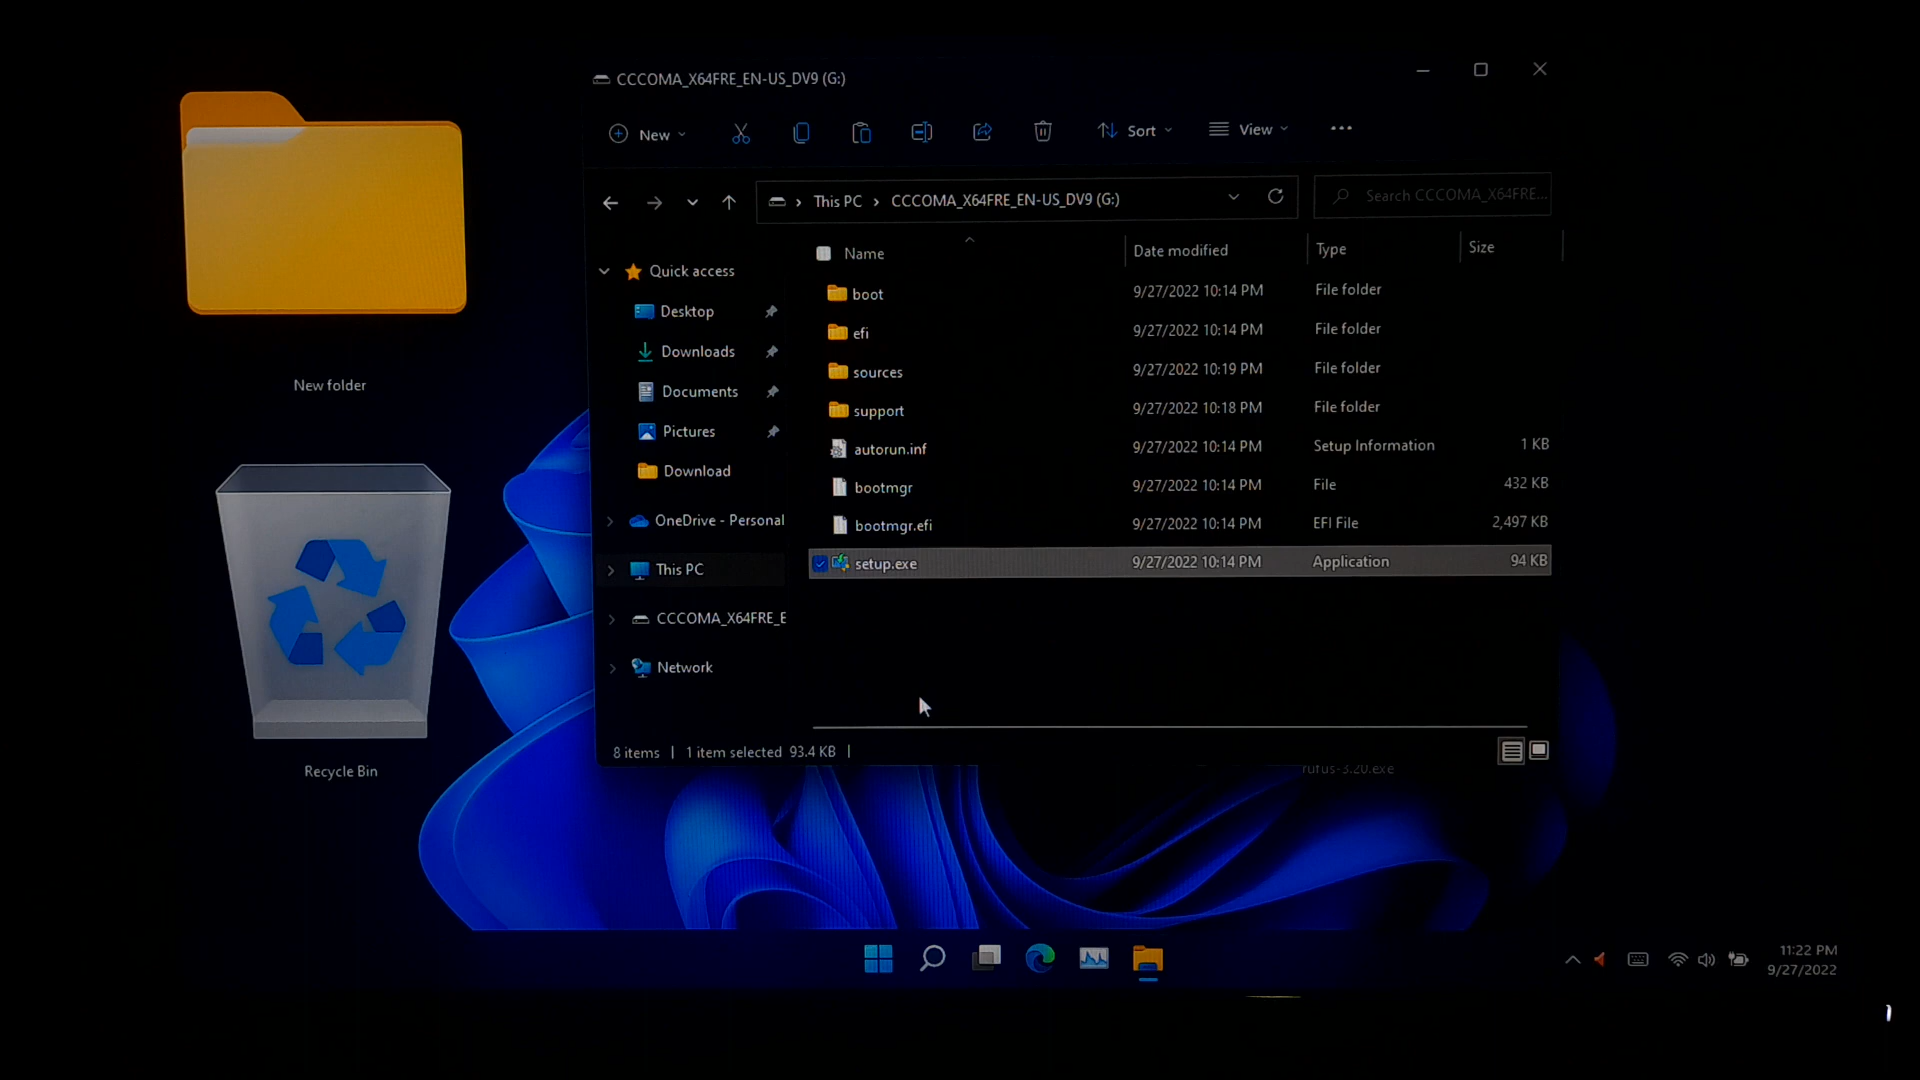 CCCOMA_X64FRE_EN-US_DV9 (G:)
New
Sort
View
This PC
CCCOMA_X64FRE_EN-US_DV9 (G:)
Search CCCOMA_X64FRE...
Name
Date modified
Type
Size
Quick access
Desktop
Downloads
Documents
Pictures
Download
OneDrive - Personal
This PC
CCCOMA_X64FRE_E
Network
boot 9/27/2022 10:14 PM File folder
efi 9/27/2022 10:14 PM File folder
sources 9/27/2022 10:19 PM File folder
support 9/27/2022 10:18 PM File folder
autorun.inf 9/27/2022 10:14 PM Setup Information 1 KB
bootmgr 9/27/2022 10:14 PM File 432 KB
bootmgr.efi 9/27/2022 10:14 PM EFI File 2,497 KB
setup.exe 9/27/2022 10:14 PM Application 94 KB
8 items | 1 item selected 93.4 KB |
New folder
Recycle Bin
rufus-3.20.exe
11:22 PM
9/27/2022